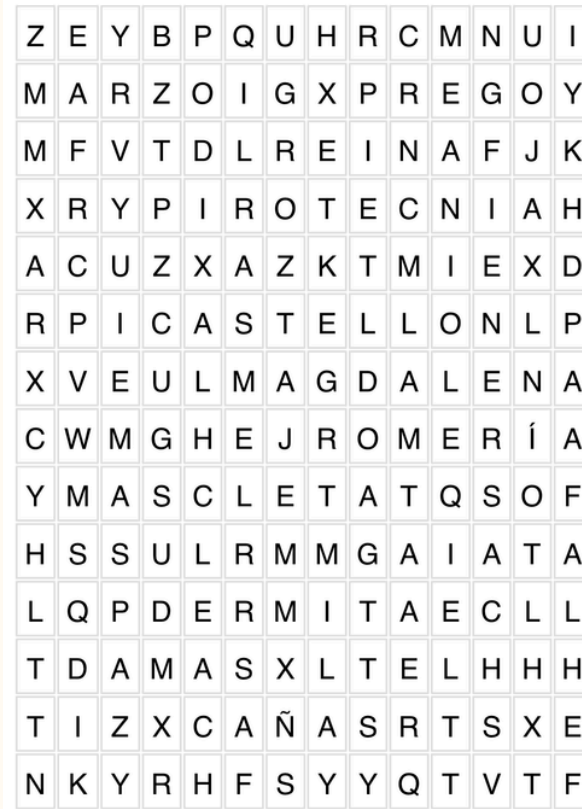 Z E Y B P Q U H R C M N U I
M A R Z O I G X P R E G O Y
M F V T D L R E I N A F J K
X R Y P I R O T E C N I A H
A C U Z X A Z K T M I E X D
R P I C A S T E L L O N L P
X V E U L M A G D A L E N A
C W M G H E J R O M E R Í A
Y M A S C L E T A T Q S O F
H S S U L R M M G A I A T A
L Q P D E R M I T A E C L L
T D A M A S X L T E L H H H
T I Z X C A Ñ A S R T S X E
N K Y R H F S Y Y Q T V T F